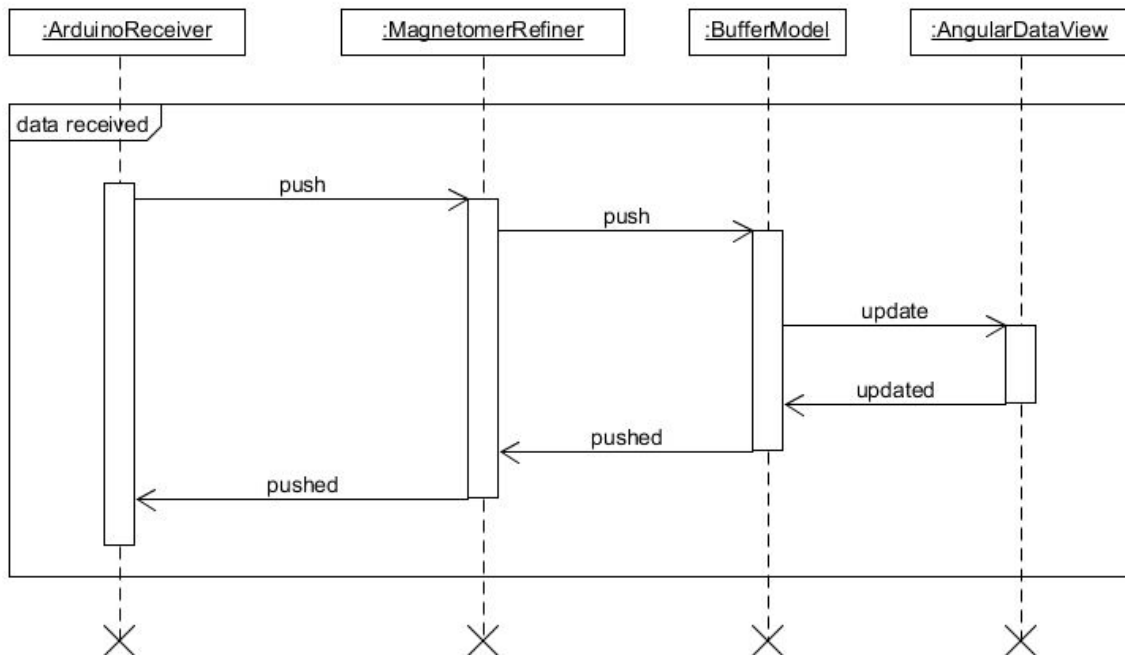 :ArduinoReceiver
:MagnetomerRefiner
:BufferModel
:AngularDataView
data received
push
push
update
updated
pushed
pushed